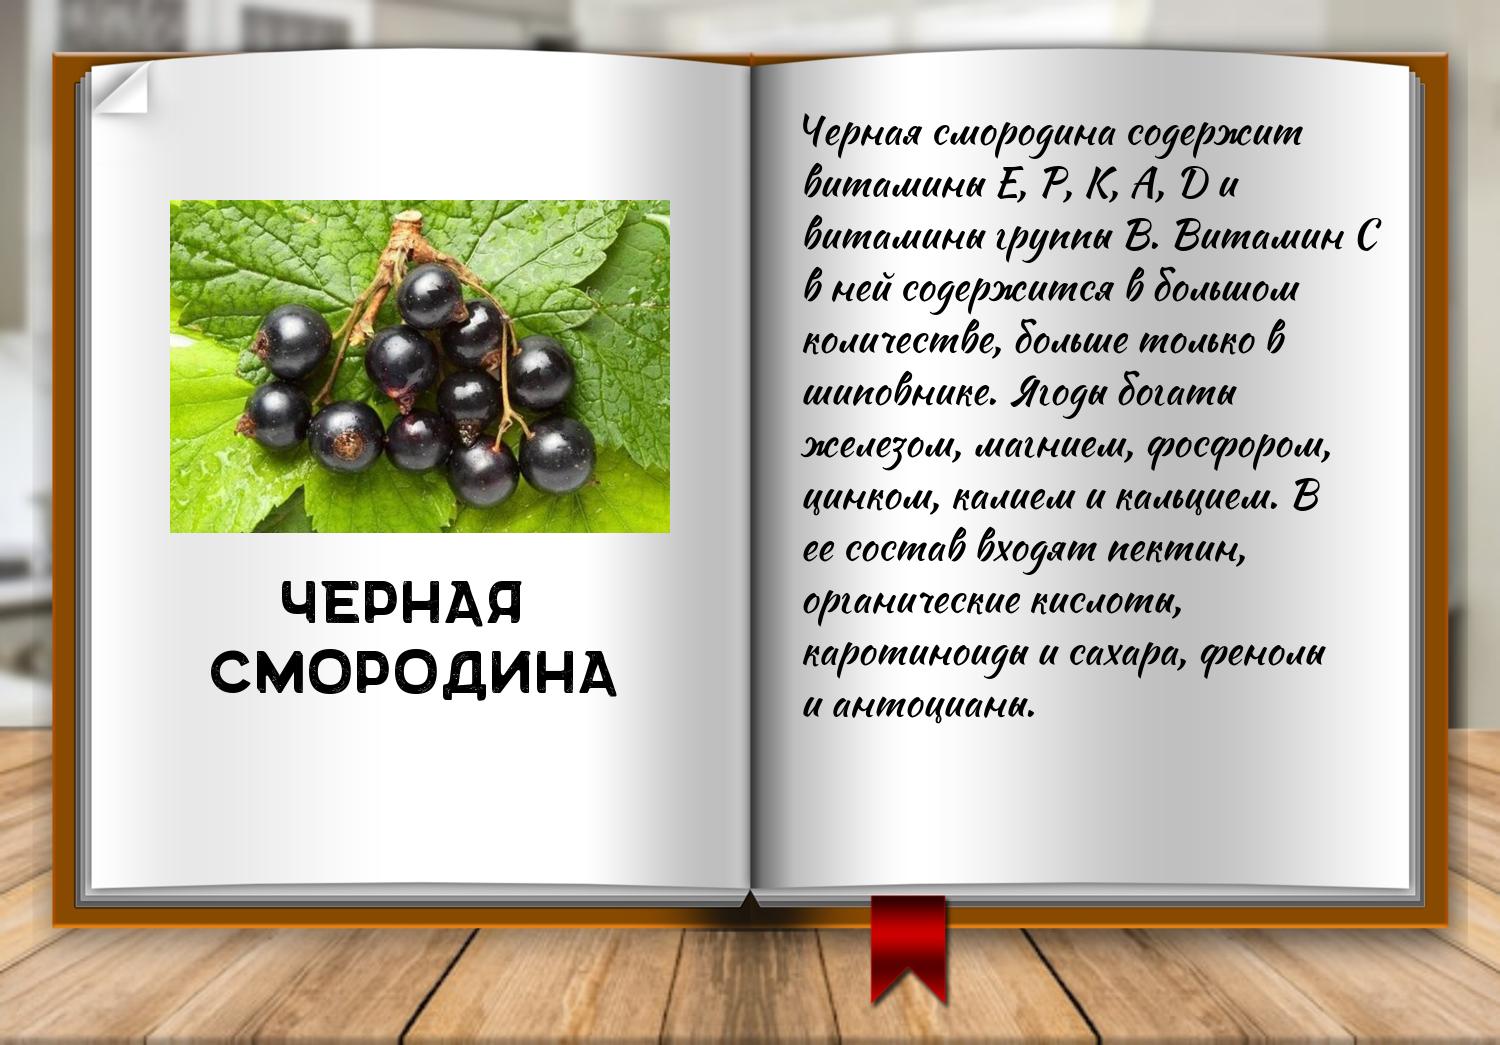 ЧЕРНАЯ
СМОРОДИНА
Черная смородина содержит
витамины Е, Р, К, А, D и
витамины группы В. Витамин С
в ней содержится в большом
количестве, больше только в
шиповнике. Ягоды богаты
железом, магнием, фосфором,
цинком, калием и кальцием. В
ее состав входят пектин,
органические кислоты,
каротиноиды и сахара, фенолы
и антоцианы.